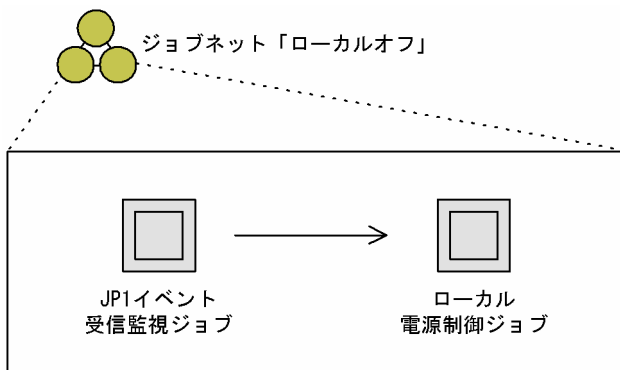 ジョブネット「ローカルオフ」
JP1イベント
受信監視ジョブ
ローカル
電源制御ジョブ